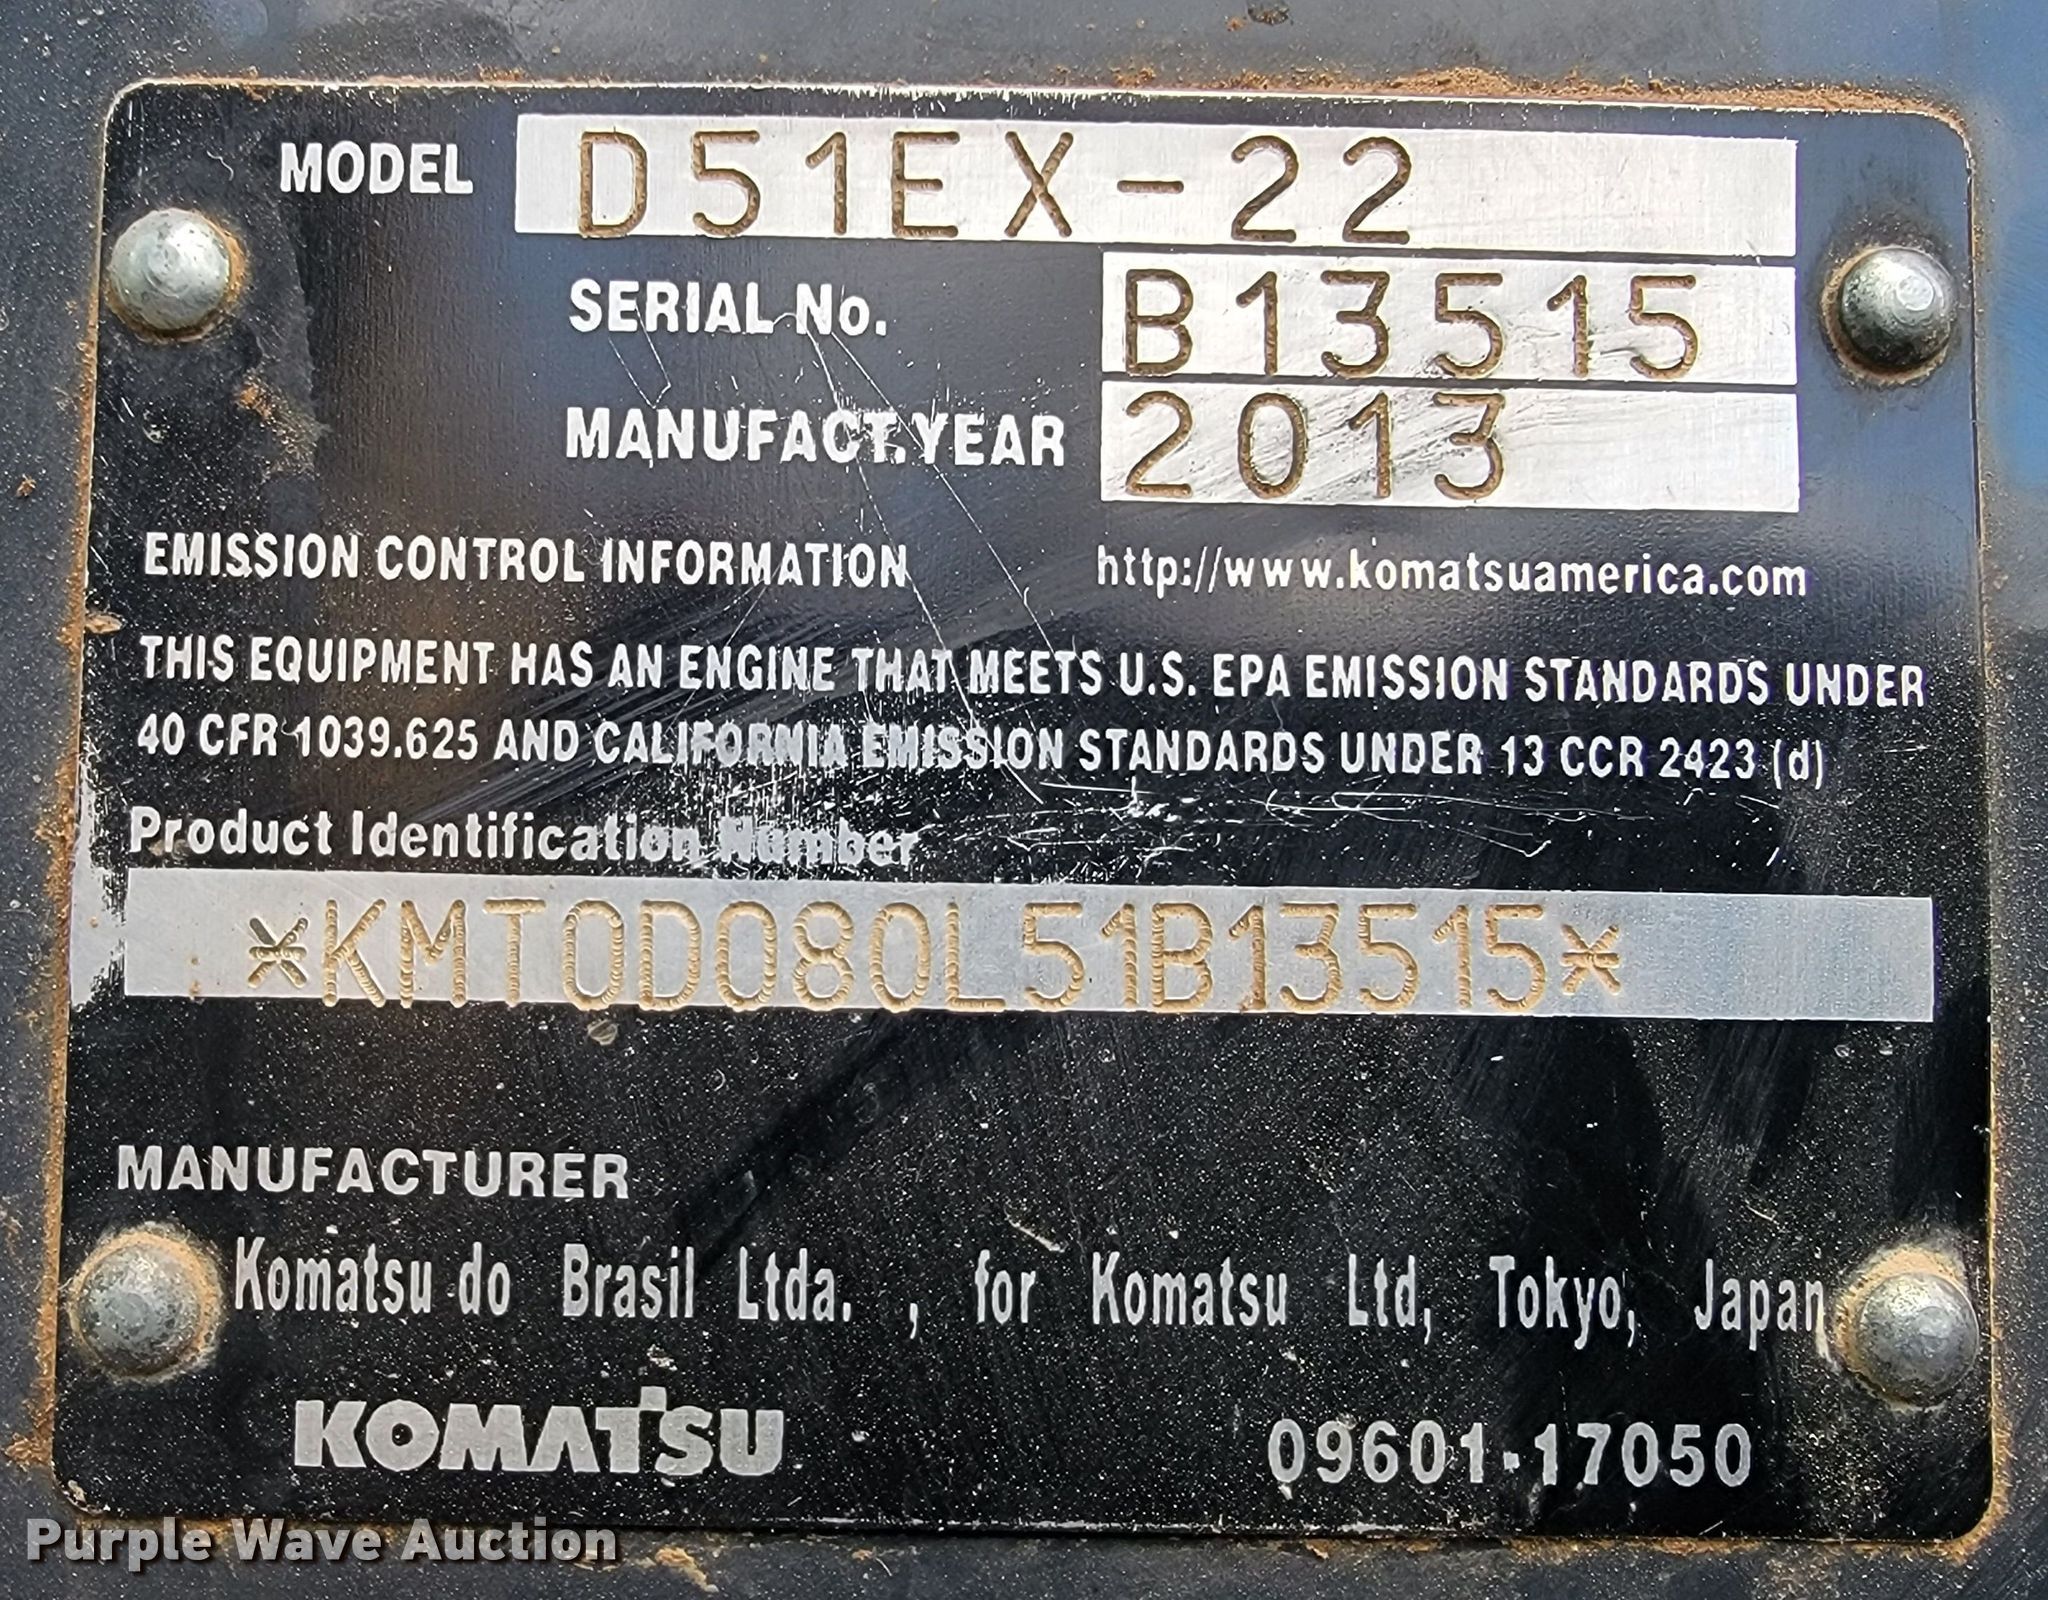 MODEL D51EX-22
SERIAL No. B13515
MANUFACT.YEAR 2013
EMISSION CONTROL INFORMATION http://www.komatsuamerica.com
THIS EQUIPMENT HAS AN ENGINE THAT MEETS U.S. EPA EMISSION STANDARDS UNDER
40 CFR 1039.625 AND CALIFORNIA EMISSION STANDARDS UNDER 13 CCR 2423 (d)
Product Identification Number
*KMT0D080L51B13515*
MANUFACTURER
Komatsu do Brasil Ltda. , for Komatsu Ltd, Tokyo, Japan
KOMATSU 09601-17050
Purple Wave Auction